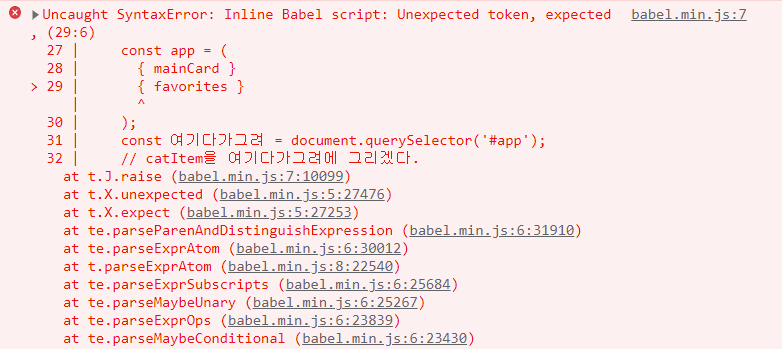 Uncaught SyntaxError: Inline Babel script: Unexpected token, expected babel.min.js:7
, (29:6)
27 | const app = (
28 | { mainCard }
> 29 | { favorites }
| ^
30 | );
31 | const 여기다가그려 = document.querySelector('#app');
32 | // catItem을 여기다가그려에 그리겠다.
at t.J.raise (babel.min.js:7:10099)
at t.X.unexpected (babel.min.js:5:27476)
at t.X.expect (babel.min.js:5:27253)
at te.parseParenAndDistinguishExpression (babel.min.js:6:31910)
at te.parseExprAtom (babel.min.js:6:30012)
at t.parseExprAtom (babel.min.js:8:22540)
at te.parseExprSubscripts (babel.min.js:6:25684)
at te.parseMaybeUnary (babel.min.js:6:25267)
at te.parseExprOps (babel.min.js:6:23839)
at te.parseMaybeConditional (babel.min.js:6:23430)